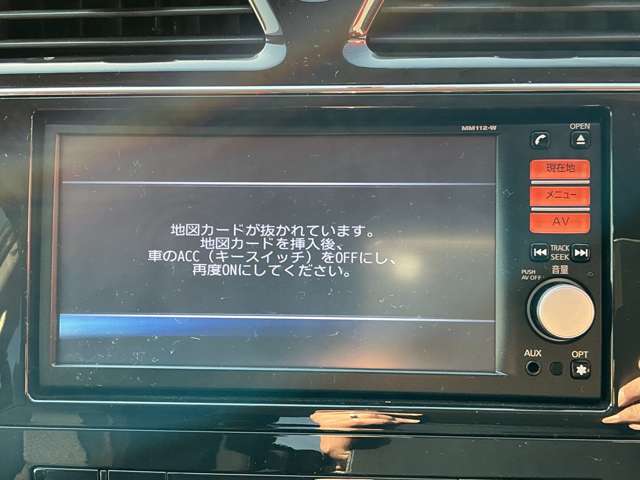 MM112-W
OPEN
地図カードが抜かれています。
地図カードを挿入後、
車のACC（キースイッチ）をOFFにし、
再度ONにしてください。
現在地
メニュー
AV
TRACK
SEEK
PUSH
AV OFF
音量
AUX
OPT